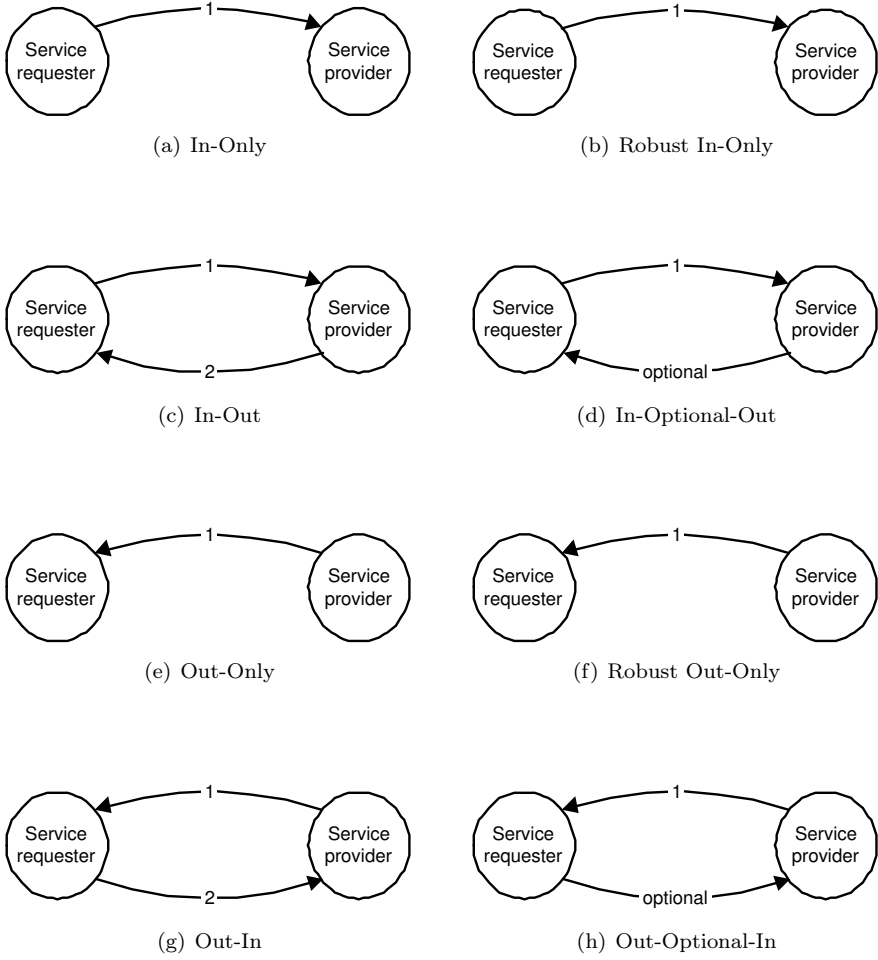 1
1
Service
requester
Service
provider
Service
requester
Service
provider
(a) In-Only
(b) Robust In-Only
1
1
Service
requester
Service
provider
Service
requester
Service
provider
2
optional
(c) In-Out
(d) In-Optional-Out
1
1
Service
requester
Service
provider
Service
requester
Service
provider
(e) Out-Only
(f) Robust Out-Only
1
1
Service
requester
Service
provider
Service
requester
Service
provider
2
optional
(g) Out-In
(h) Out-Optional-In